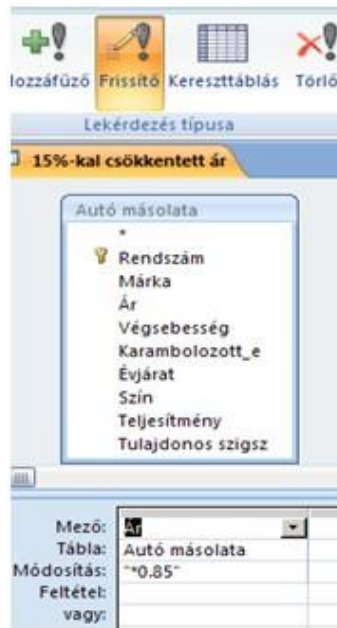 lozzáfűző Frissítő Kereszttáblás Törlő
Lekérdezés típusa
15%-kal csökkentett ár
Autó másolata
*
Rendszám
Márka
Ár
Végsebesség
Karambolozott_e
Évjárat
Szín
Teljesítmény
Tulajdonos szigsz
Mező: Ár
Tábla: Autó másolata
Módosítás: "*0.85"
Feltétel:
vagy: